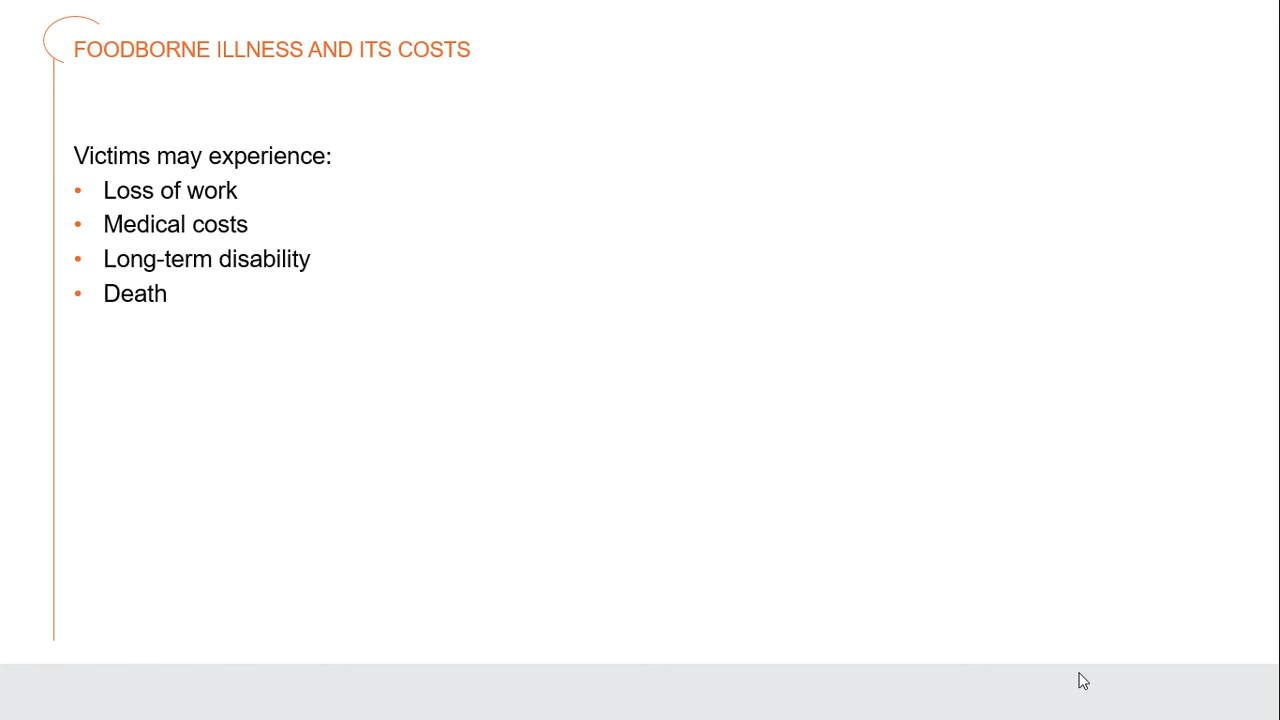 FOODBORNE ILLNESS AND ITS COSTS
Victims may experience:
• Loss of work
• Medical costs
• Long-term disability
• Death